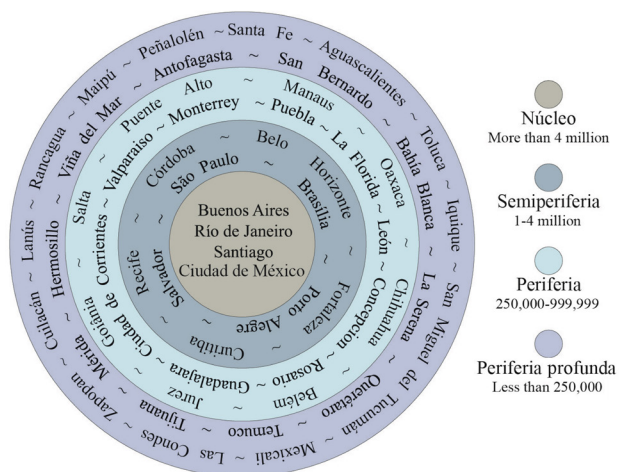 Lanús ~ Rancagua ~ Maipú ~ Peñalolén ~ Santa Fe ~ Aguascalientes ~ Toluca ~ Iquique ~ San Miguel del Tucumán ~ Mexicali ~ Las Condes ~ Zapopan ~ Culacán ~
Hermosillo ~ Viña del Mar ~ Antofagasta ~ San Bernardo ~ Bahía Blanca ~ La Serena ~ Querétaro ~ Temuco ~ Tijuana ~ Mérida ~
Salta ~ Puente Alto ~ Manaus ~ Oaxaca ~ Chihuahua ~ Belém ~ Jurez ~ Goiânia ~
Ciudad de Corrientes ~ Valparaiso ~ Monterrey ~ Puebla ~ La Florida ~ León ~ Concepcion ~ Rosario ~ Guadalajara ~
Recife ~ Córdoba ~ Belo Horizonte ~ Fortaleza ~ Curitiba ~
Salvador ~ São Paulo ~ Brasília ~ Porto Alegre ~
Buenos Aires
Río de Janeiro
Santiago
Ciudad de México
Núcleo
More than 4 million
Semiperiferia
1-4 million
Periferia
250,000-999,999
Periferia profunda
Less than 250,000